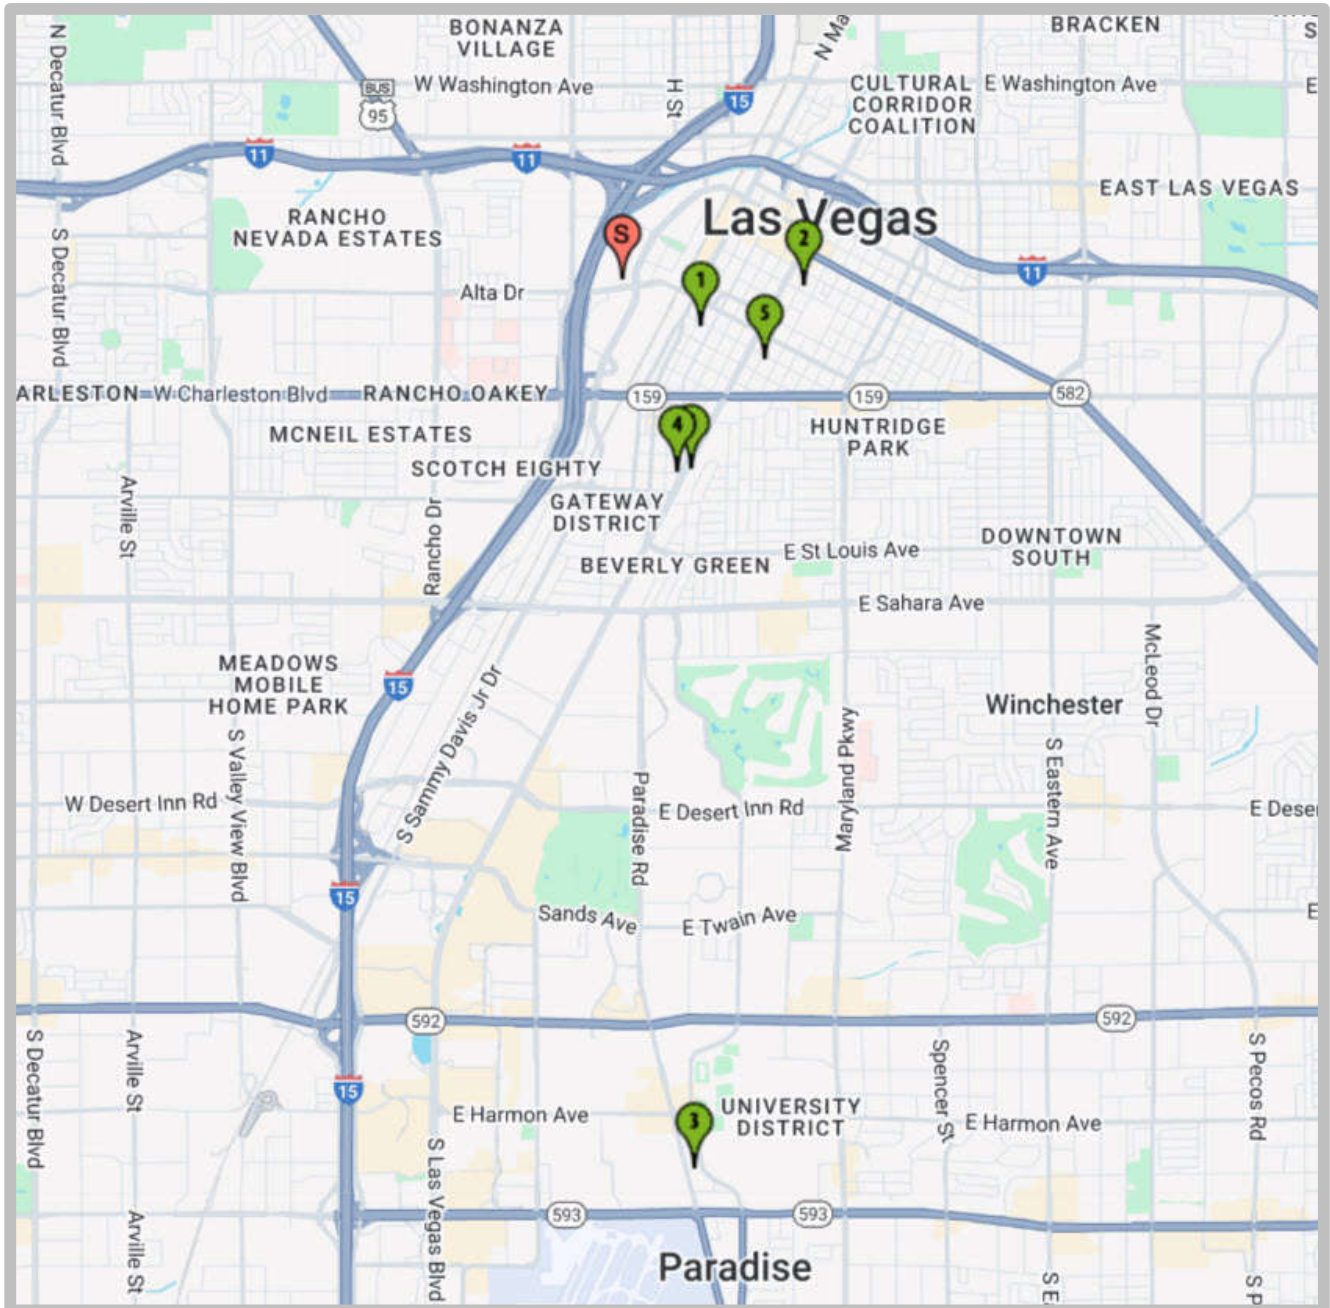 BONANZA
VILLAGE
BRACKEN
S
N Ma
N Decatur Blvd
BUS
95
W Washington Ave
H St
15
CULTURAL
CORRIDOR
COALITION
E Washington Ave
E
11
11
EAST LAS VEGAS
RANCHO
NEVADA ESTATES
Las Vegas
S
2
11
1
5
Alta Dr
S Decatur Blvd
ARLESTON
W Charleston Blvd
RANCHO OAKEY
159
159
582
MCNEIL ESTATES
4
HUNTRIDGE
PARK
SCOTCH EIGHTY
Arville St
Rancho Dr
GATEWAY
DISTRICT
BEVERLY GREEN
E St Louis Ave
DOWNTOWN
SOUTH
E Sahara Ave
MEADOWS
MOBILE
HOME PARK
15
S Sammy Davis Jr Dr
McLeod Dr
Winchester
S Valley View Blvd
Maryland Pkwy
S Eastern Ave
W Desert Inn Rd
Paradise Rd
E Desert Inn Rd
E Deser
15
Sands Ave
E Twain Ave
E
592
592
S Decatur Blvd
Arville St
15
Spencer St
S Pecos Rd
E Harmon Ave
3
UNIVERSITY
DISTRICT
E Harmon Ave
S Las Vegas Blvd
593
593
Arville St
Paradise
S E
S P